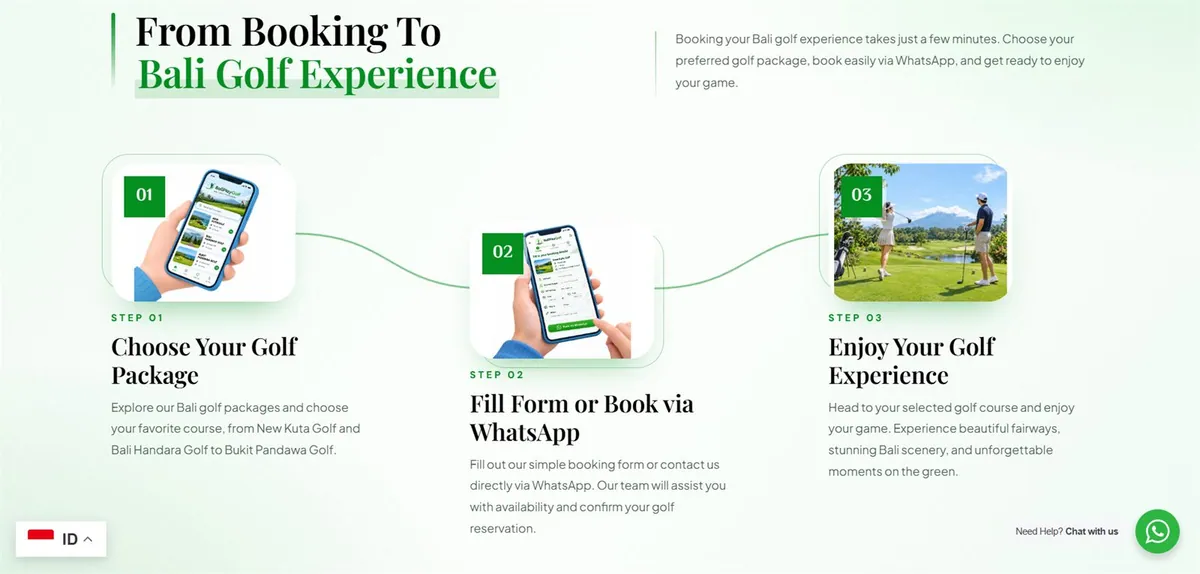 From Booking To
Bali Golf Experience
Booking your Bali golf experience takes just a few minutes. Choose your
preferred golf package, book easily via WhatsApp, and get ready to enjoy
your game.
01
STEP 01
Choose Your Golf
Package
Explore our Bali golf packages and choose
your favorite course, from New Kuta Golf and
Bali Handara Golf to Bukit Pandawa Golf.
02
STEP 02
Fill Form or Book via
WhatsApp
Fill out our simple booking form or contact us
directly via WhatsApp. Our team will assist you
with availability and confirm your golf
reservation.
03
STEP 03
Enjoy Your Golf
Experience
Head to your selected golf course and enjoy
your game. Experience beautiful fairways,
stunning Bali scenery, and unforgettable
moments on the green.
ID
Need Help? Chat with us